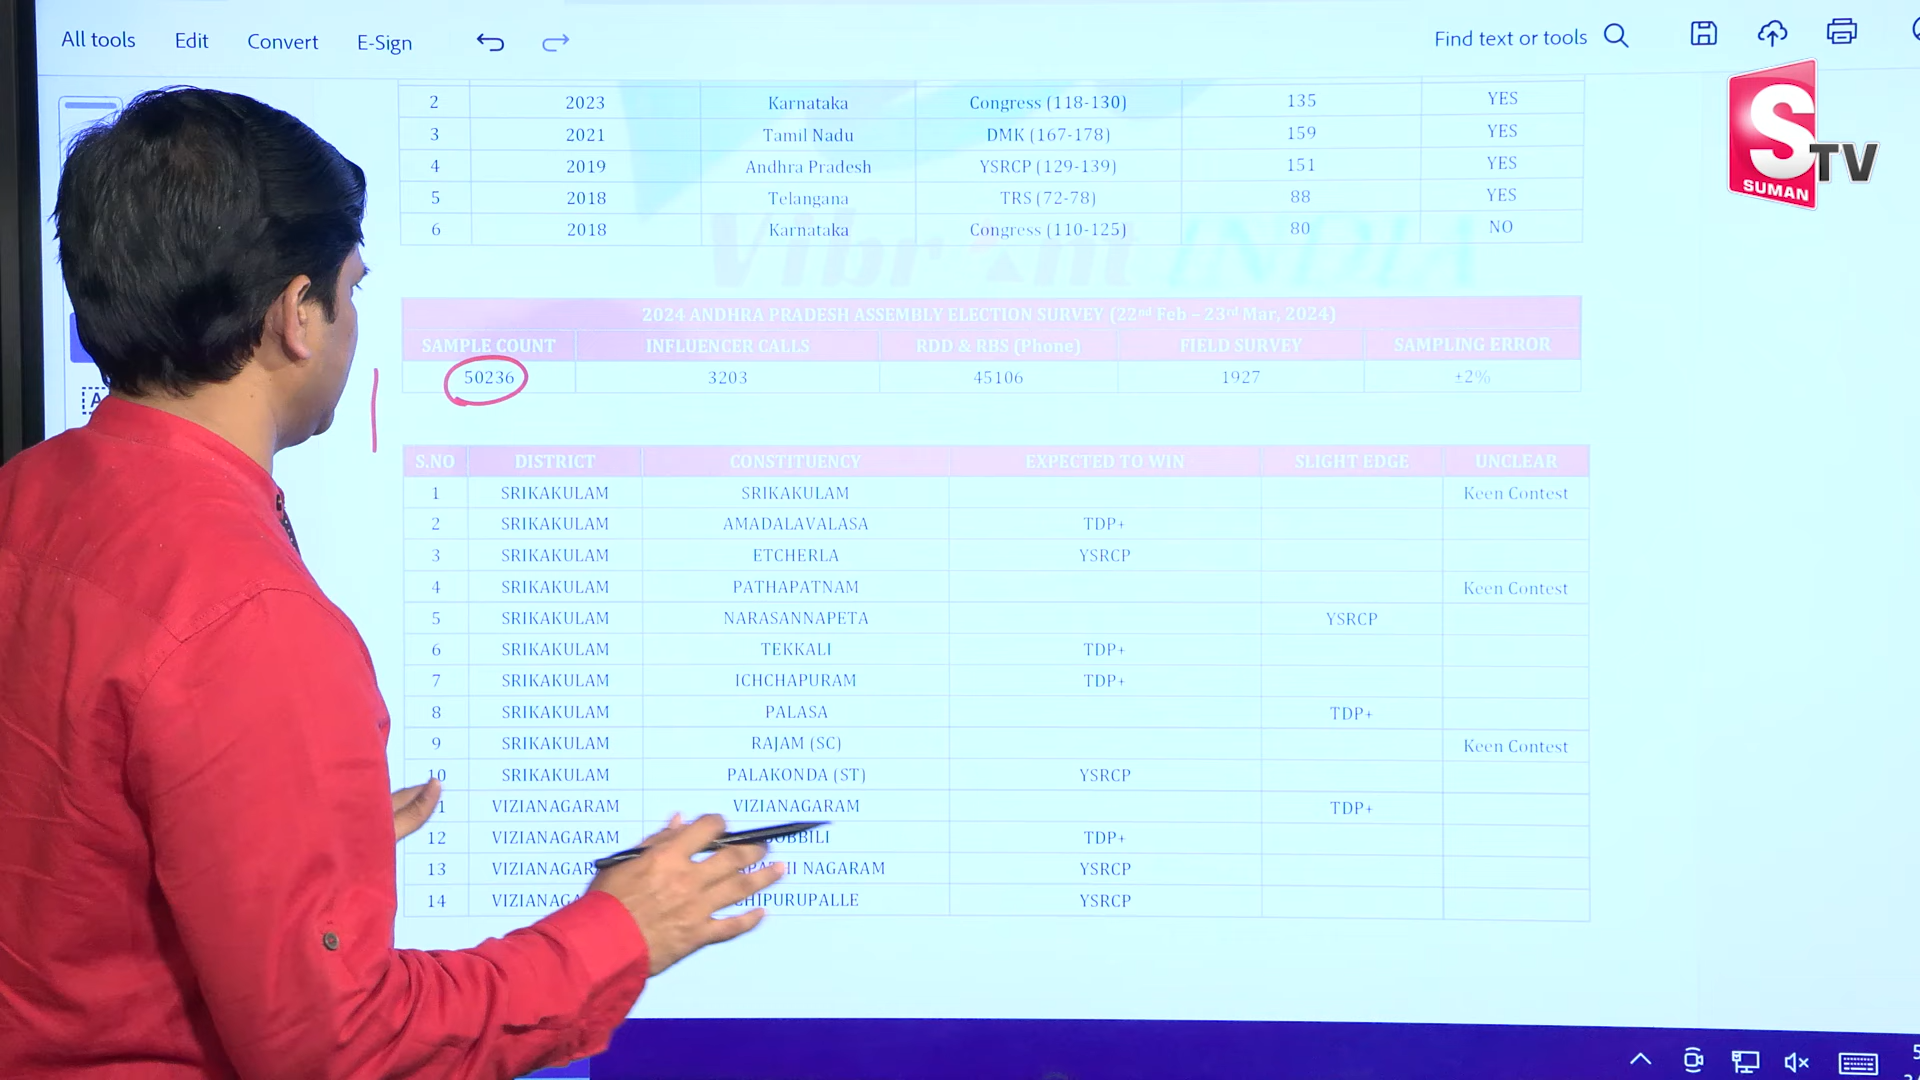 All tools Edit Convert E-Sign Find text or tools
S TV SUMAN
2 2023 Karnataka Congress (118-130) 135 YES
3 2021 Tamil Nadu DMK (167-178) 159 YES
4 2019 Andhra Pradesh YSRCP (129-139) 151 YES
5 2018 Telangana TRS (72-78) 88 YES
6 2018 Karnataka Congress (110-125) 80 NO
INDIA
2024 ANDHRA PRADESH ASSEMBLY ELECTION SURVEY (22nd Feb – 23rd Mar, 2024)
SAMPLE COUNT INFLUENCER CALLS RDD & RBS (Phone) FIELD SURVEY SAMPLING ERROR
50236 3203 45106 1927 ±2%
S.NO DISTRICT CONSTITUENCY EXPECTED TO WIN SLIGHT EDGE UNCLEAR
1 SRIKAKULAM SRIKAKULAM Keen Contest
2 SRIKAKULAM AMADALAVALASA TDP+
3 SRIKAKULAM ETCHERLA YSRCP
4 SRIKAKULAM PATHAPATNAM Keen Contest
5 SRIKAKULAM NARASANNAPETA YSRCP
6 SRIKAKULAM TEKKALI TDP+
7 SRIKAKULAM ICHCHAPURAM TDP+
8 SRIKAKULAM PALASA TDP+
9 SRIKAKULAM RAJAM (SC) Keen Contest
10 SRIKAKULAM PALAKONDA (ST) YSRCP
VIZIANAGARAM VIZIANAGARAM TDP+
12 VIZIANAGARAM TDP+
13 NAGARAM YSRCP
14 YSRCP